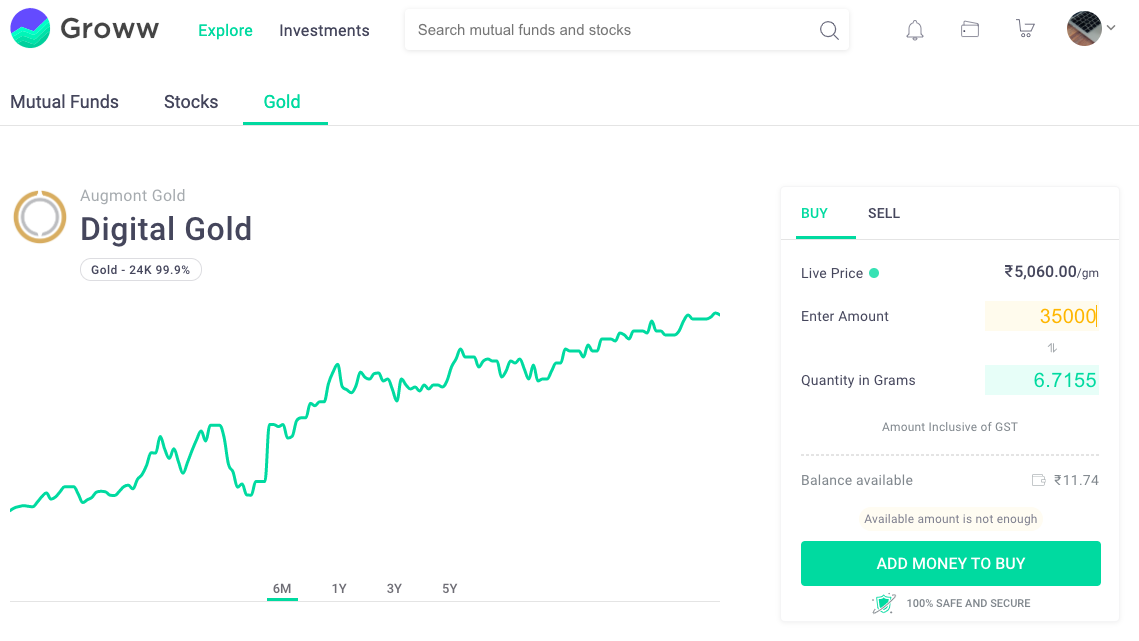 Groww
Explore
Investments
Search mutual funds and stocks
Mutual Funds
Stocks
Gold
Augmont Gold
Digital Gold
Gold - 24K 99.9%
6M
1Y
3Y
5Y
BUY
SELL
Live Price
₹5,060.00/gm
Enter Amount
35000
Quantity in Grams
6.7155
Amount Inclusive of GST
Balance available
₹11.74
Available amount is not enough
ADD MONEY TO BUY
100% SAFE AND SECURE